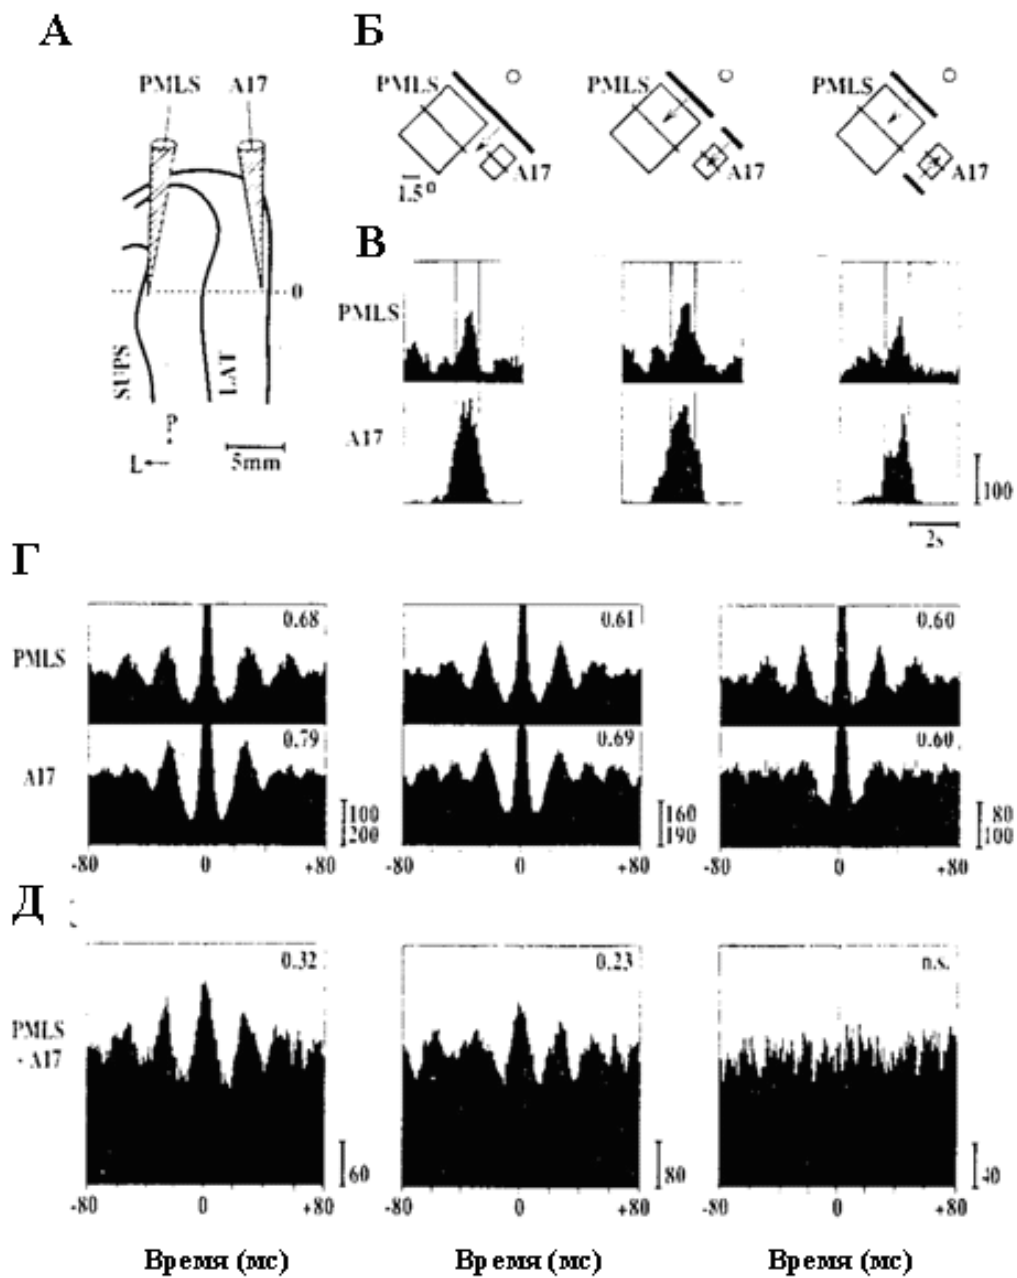 А
Б
PMLS A17
PMLS
A17
1.5°
PMLS
A17
PMLS
A17
0
SUPS
LAT
P
L
5mm
В
PMLS
A17
100
2s
Г
PMLS
0.68
0.61
0.60
A17
0.79
0.69
0.60
100
200
160
190
80
100
-80 0 +80
-80 0 +80
-80 0 +80
Д
0.32
0.23
n.s.
PMLS
- A17
60
80
40
-80 0 +80
-80 0 +80
-80 0 +80
Время (мс)
Время (мс)
Время (мс)